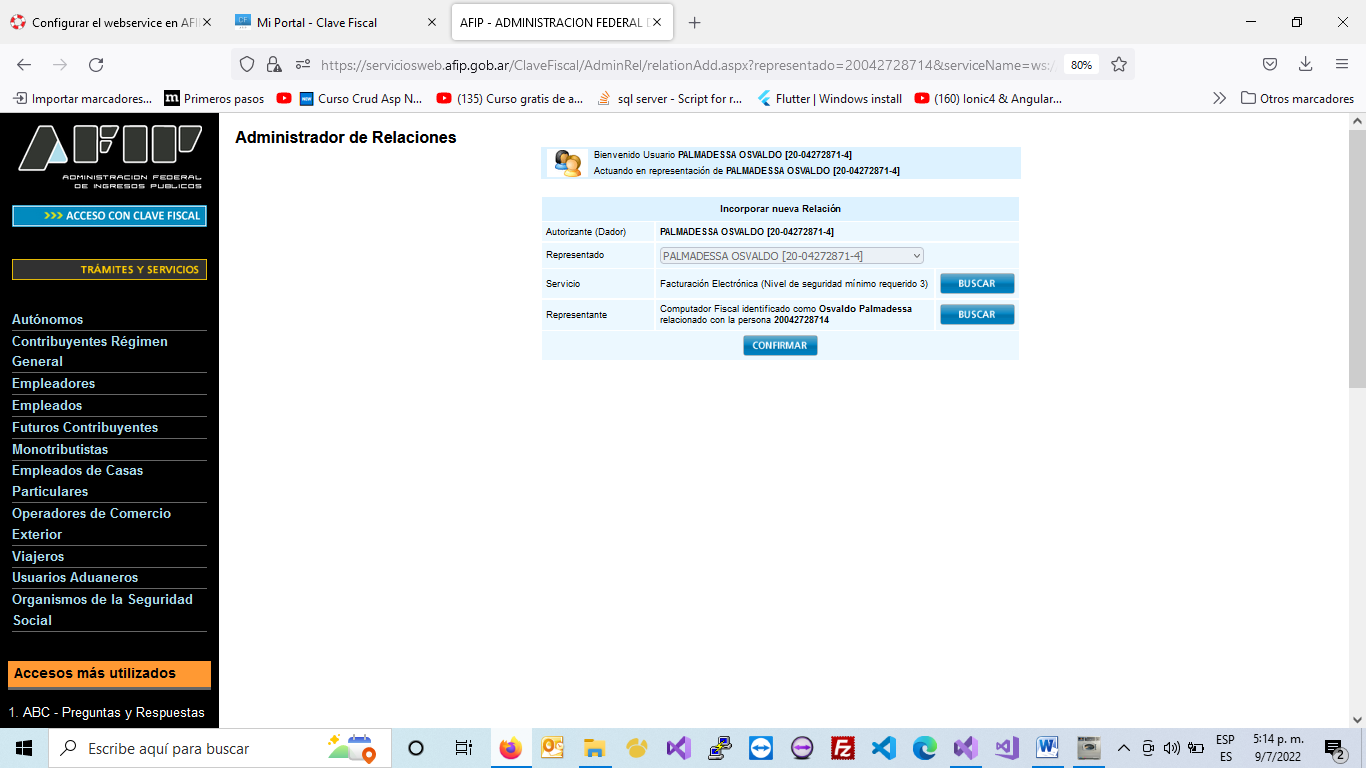 Configurar el webservice en AFI
Mi Portal - Clave Fiscal
AFIP - ADMINISTRACION FEDERAL D
https://serviciosweb.afip.gob.ar/ClaveFiscal/AdminRel/relationAdd.aspx?representado=20042728714&serviceName=ws:/
80%
Importar marcadores...
Primeros pasos
Curso Crud Asp N...
(135) Curso gratis de a...
sql server - Script for r...
Flutter | Windows install
(160) Ionic4 & Angular...
Otros marcadores
AFIP
ADMINISTRACION FEDERAL
DE INGRESOS PUBLICOS
>>> ACCESO CON CLAVE FISCAL
TRÁMITES Y SERVICIOS
Autónomos
Contribuyentes Régimen
General
Empleadores
Empleados
Futuros Contribuyentes
Monotributistas
Empleados de Casas
Particulares
Operadores de Comercio
Exterior
Viajeros
Usuarios Aduaneros
Organismos de la Seguridad
Social
Accesos más utilizados
1. ABC - Preguntas y Respuestas
Administrador de Relaciones
Bienvenido Usuario PALMADESSA OSVALDO [20-04272871-4]
Actuando en representación de PALMADESSA OSVALDO [20-04272871-4]
Incorporar nueva Relación
Autorizante (Dador) PALMADESSA OSVALDO [20-04272871-4]
Representado PALMADESSA OSVALDO [20-04272871-4]
Servicio Facturación Electrónica (Nivel de seguridad mínimo requerido 3) BUSCAR
Representante Computador Fiscal identificado como Osvaldo Palmadessa
relacionado con la persona 20042728714 BUSCAR
CONFIRMAR
Escribe aquí para buscar
ESP
ES
5:14 p. m.
9/7/2022
2